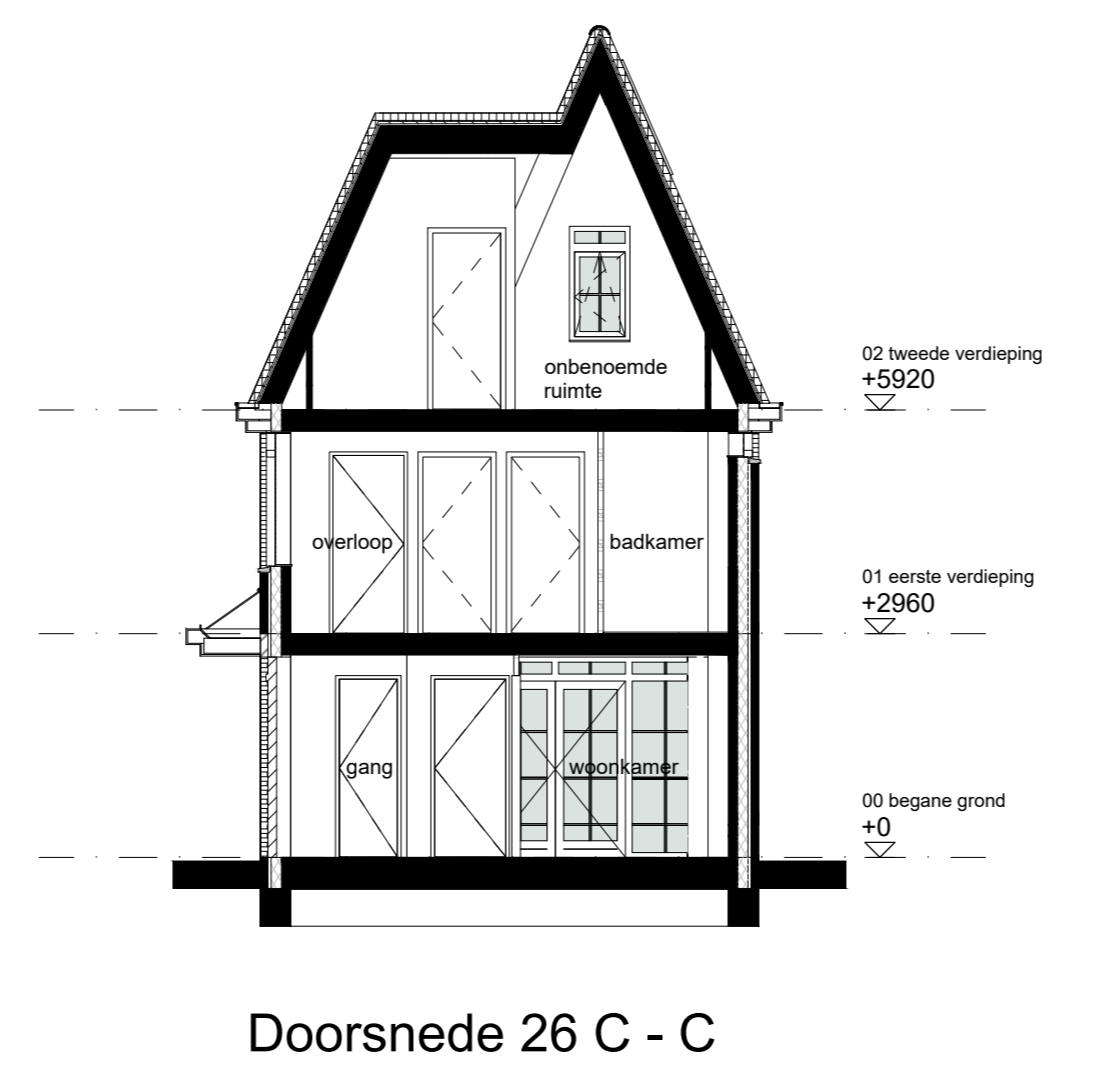 onbenoemde
ruimte
02 tweede verdieping
+5920
overloop
badkamer
01 eerste verdieping
+2960
gang
woonkamer
00 begane grond
+0
Doorsnede 26 C - C